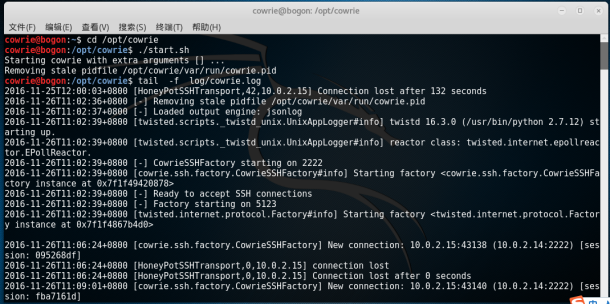 cowrie@bogon: /opt/cowrie
文件(F) 编辑(E) 查看(V) 搜索(S) 终端(T) 帮助(H)
cowrie@bogon:~$ cd /opt/cowrie
cowrie@bogon:/opt/cowrie$ ./start.sh
Starting cowrie with extra arguments [] ...
Removing stale pidfile /opt/cowrie/var/run/cowrie.pid
cowrie@bogon:/opt/cowrie$ tail -f log/cowrie.log
2016-11-25T12:00:03+0800 [HoneyPotSSHTransport,42,10.0.2.15] Connection lost after 132 seconds
2016-11-26T11:02:36+0800 [-] Removing stale pidfile /opt/cowrie/var/run/cowrie.pid
2016-11-26T11:02:37+0800 [-] Loaded output engine: jsonlog
2016-11-26T11:02:39+0800 [twisted.scripts._twistd_unix.UnixAppLogger#info] twistd 16.3.0 (/usr/bin/python 2.7.12) st
arting up.
2016-11-26T11:02:39+0800 [twisted.scripts._twistd_unix.UnixAppLogger#info] reactor class: twisted.internet.epollreac
tor.EPollReactor.
2016-11-26T11:02:39+0800 [-] CowrieSSHFactory starting on 2222
2016-11-26T11:02:39+0800 [cowrie.ssh.factory.CowrieSSHFactory#info] Starting factory <cowrie.ssh.factory.CowrieSSHFa
ctory instance at 0x7f1f49420878>
2016-11-26T11:02:39+0800 [-] Ready to accept SSH connections
2016-11-26T11:02:39+0800 [-] Factory starting on 5123
2016-11-26T11:02:39+0800 [twisted.internet.protocol.Factory#info] Starting factory <twisted.internet.protocol.Factor
y instance at 0x7f1f4867b4d0>
2016-11-26T11:06:24+0800 [cowrie.ssh.factory.CowrieSSHFactory] New connection: 10.0.2.15:43138 (10.0.2.14:2222) [ses
sion: 095268df]
2016-11-26T11:06:24+0800 [HoneyPotSSHTransport,0,10.0.2.15] connection lost
2016-11-26T11:06:24+0800 [HoneyPotSSHTransport,0,10.0.2.15] Connection lost after 0 seconds
2016-11-26T11:09:01+0800 [cowrie.ssh.factory.CowrieSSHFactory] New connection: 10.0.2.15:43140 (10.0.2.14:2222) [ses
sion: fba7161d]